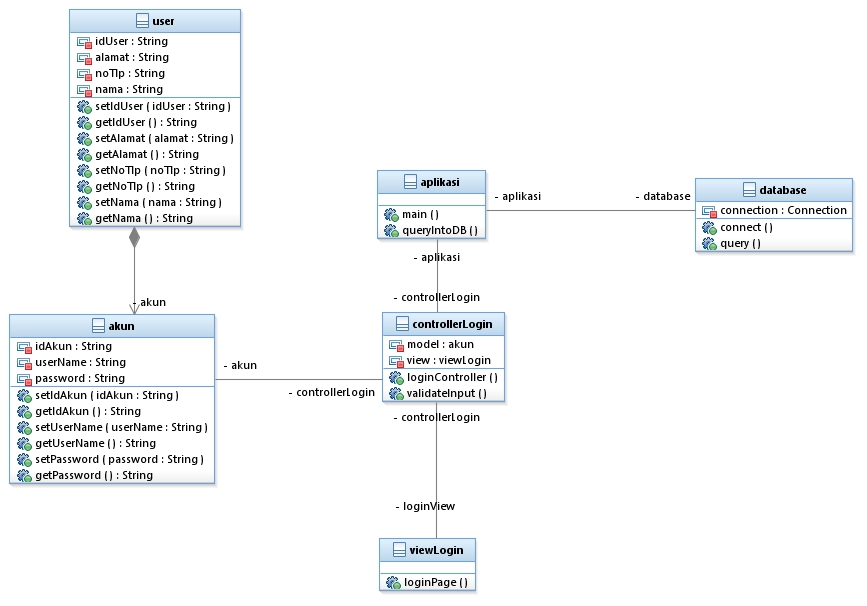 user
idUser : String
alamat : String
noTlp : String
nama : String
setIdUser ( idUser : String )
getIdUser ( ) : String
setAlamat ( alamat : String )
getAlamat ( ) : String
setNoTlp ( noTlp : String )
getNoTlp ( ) : String
setNama ( nama : String )
getNama ( ) : String
- akun
akun
idAkun : String
userName : String
password : String
setIdAkun ( idAkun : String )
getIdAkun ( ) : String
setUserName ( userName : String )
getUserName ( ) : String
setPassword ( password : String )
getPassword ( ) : String
- akun
- controllerLogin
aplikasi
main ( )
queryIntoDB ( )
- aplikasi
- database
database
connection : Connection
connect ( )
query ( )
- aplikasi
- controllerLogin
controllerLogin
model : akun
view : viewLogin
loginController ( )
validateInput ( )
- controllerLogin
- loginView
viewLogin
loginPage ( )